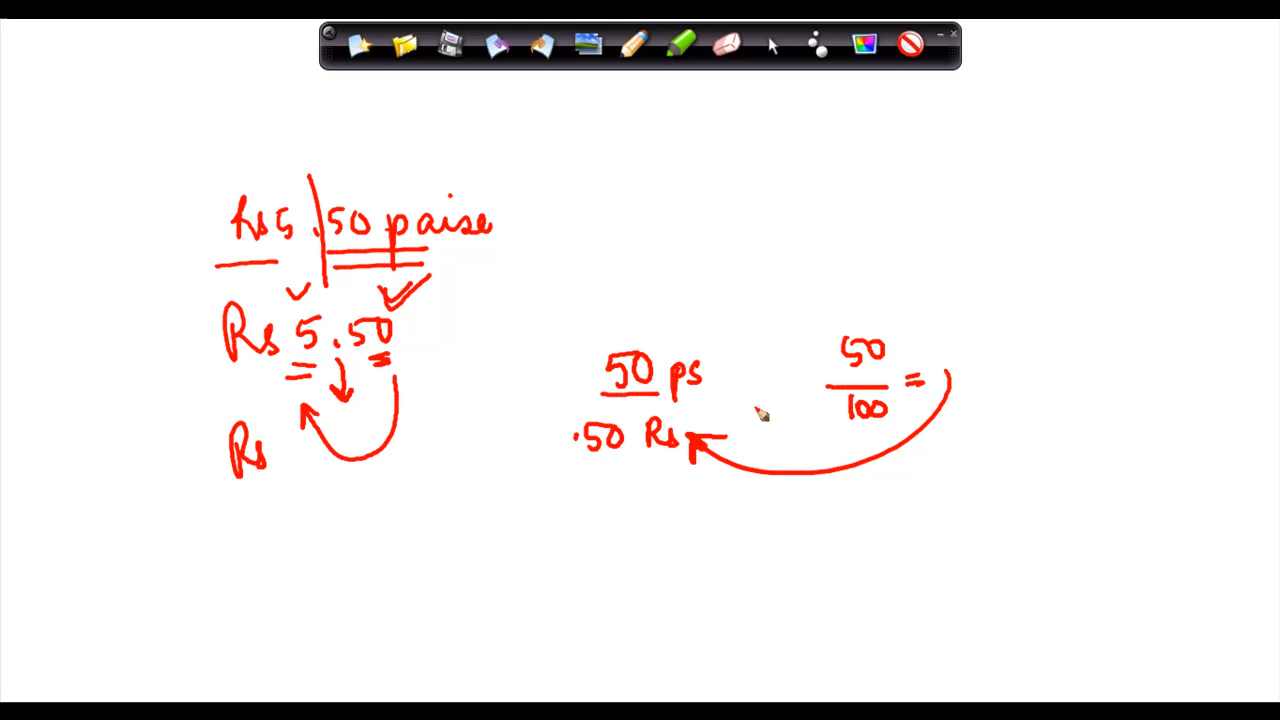 Rs 5 . 50 paise
Rs 5 . 50
Rs
50 ps
.50 Rs
50
100 =